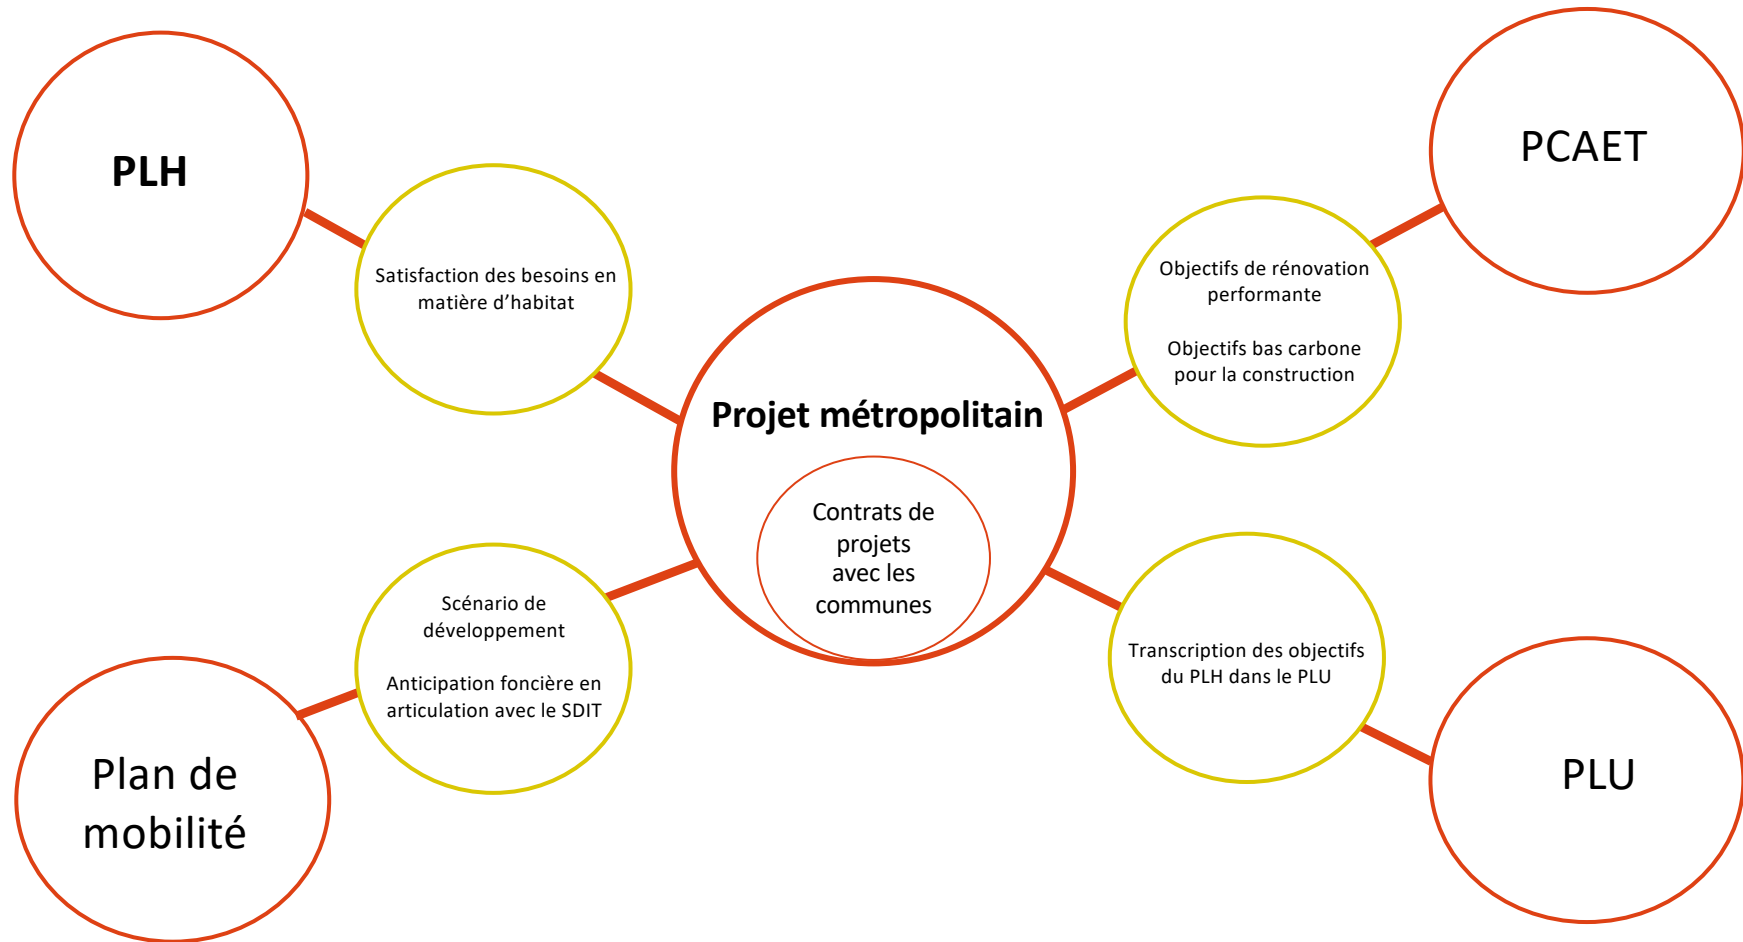 PLH
Satisfaction des besoins en
matière d’habitat
PCAET
Objectifs de rénovation
performante
Objectifs bas carbone
pour la construction
Projet métropolitain
Contrats de
projets
avec les
communes
Scénario de
développement
Anticipation foncière en
articulation avec le SDIT
Plan de
mobilité
Transcription des objectifs
du PLH dans le PLU
PLU